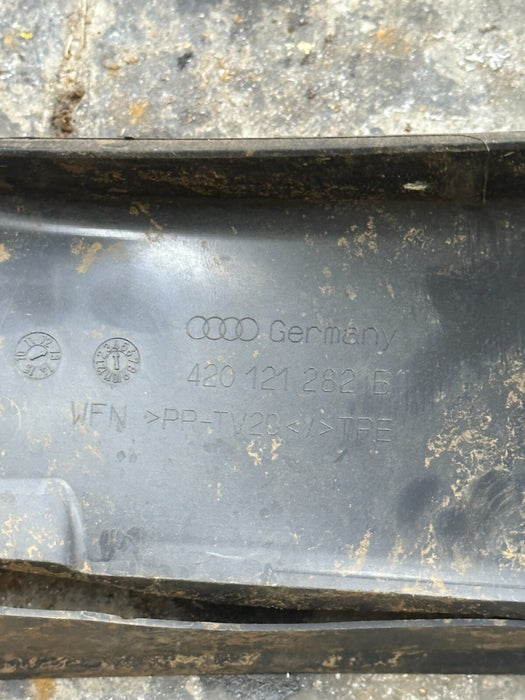 Germany
420 121 282 B
WFN >PP-TV20</>TPE